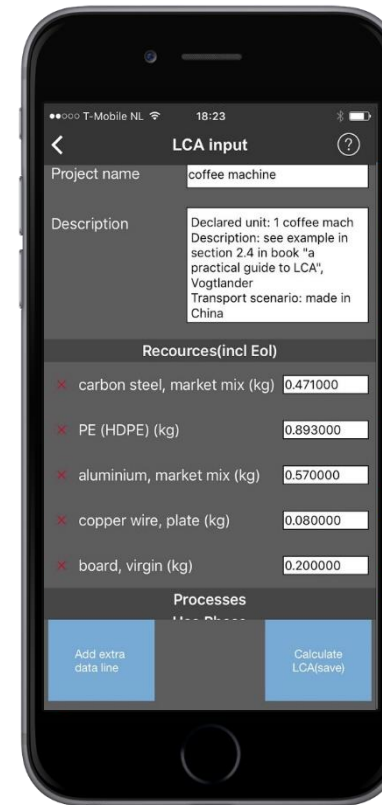 T-Mobile NL 18:23
LCA input ?
Project name coffee machine
Description
Declared unit: 1 coffee mach
Description: see example in
section 2.4 in book "a
practical guide to LCA",
Vogtlander
Transport scenario: made in
China
Recources(incl Eol)
carbon steel, market mix (kg) 0.471000
PE (HDPE) (kg) 0.893000
aluminium, market mix (kg) 0.570000
copper wire, plate (kg) 0.080000
board, virgin (kg) 0.200000
Processes
Use Phase
Add extra
data line
Calculate
LCA(save)